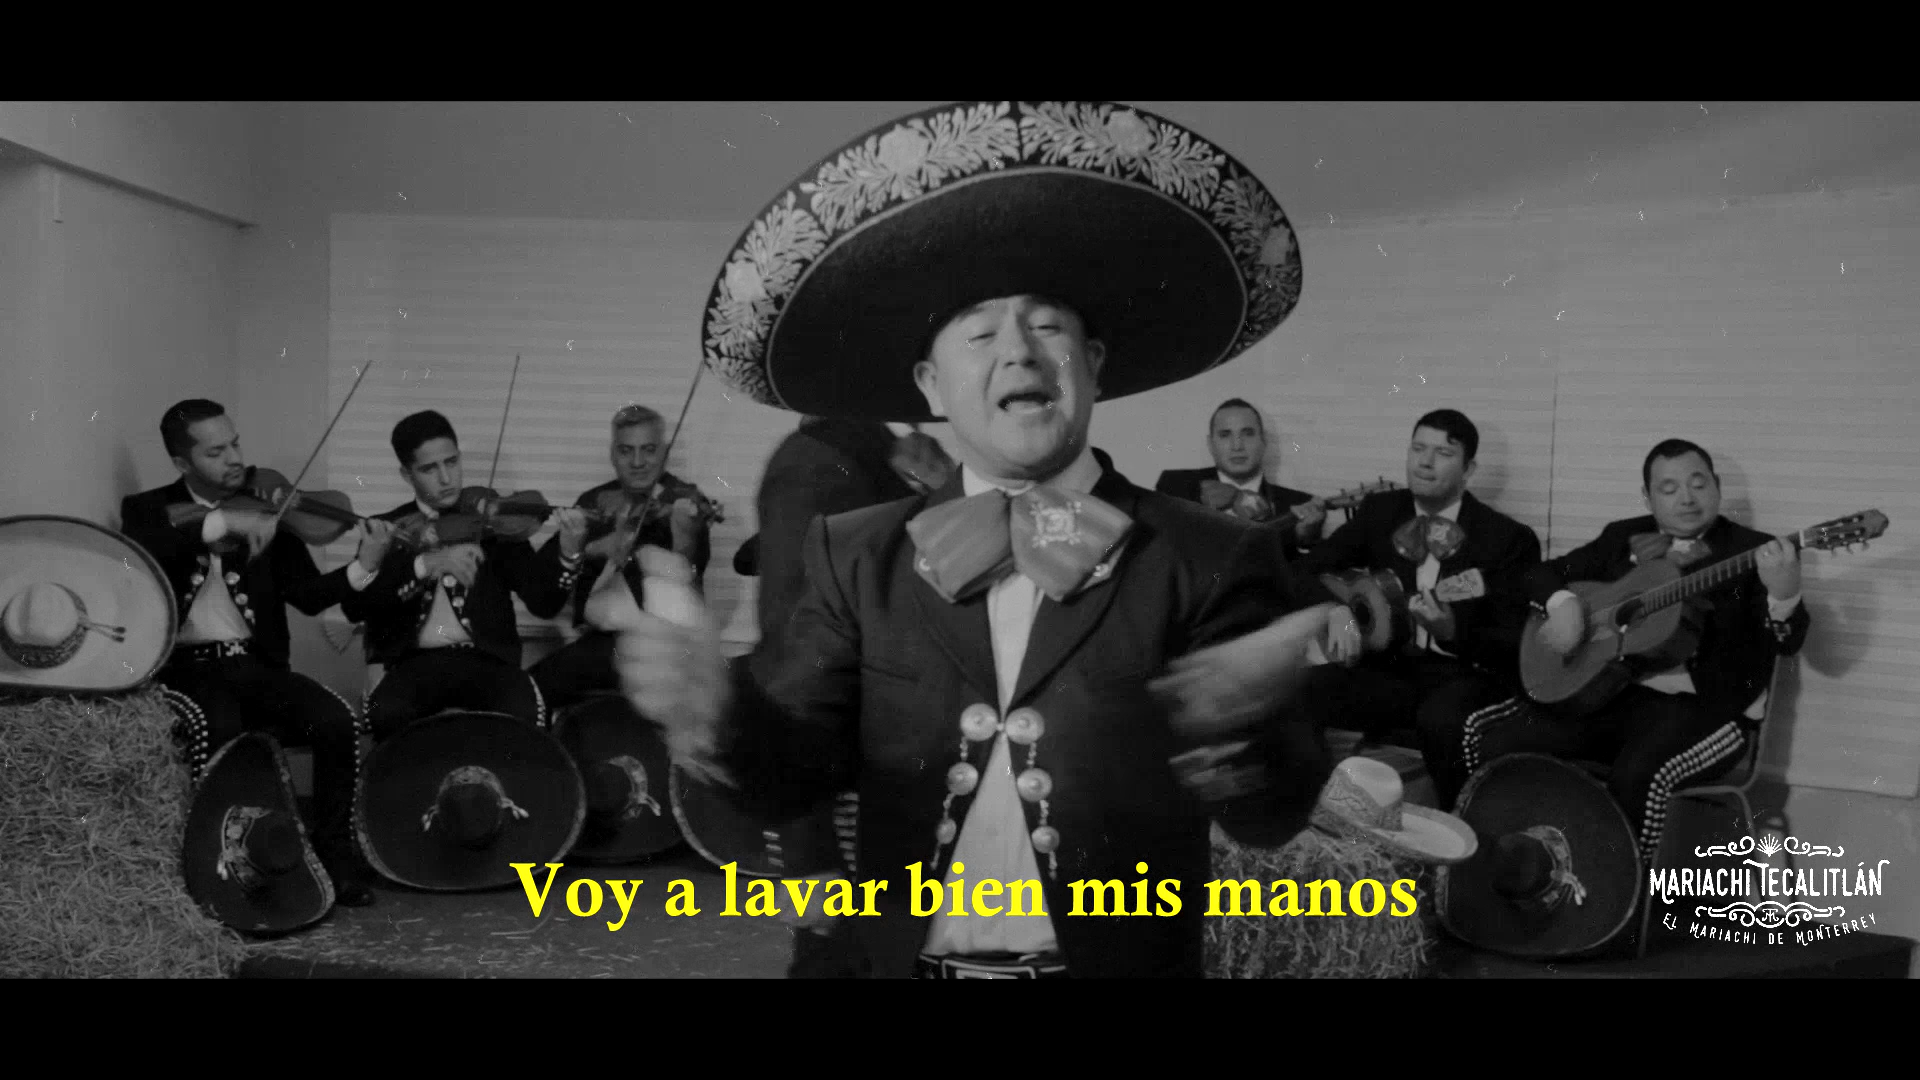 Voy a lavar bien mis manos
MARIACHI TECALITLÁN
EL MARIACHI DE MONTERREY